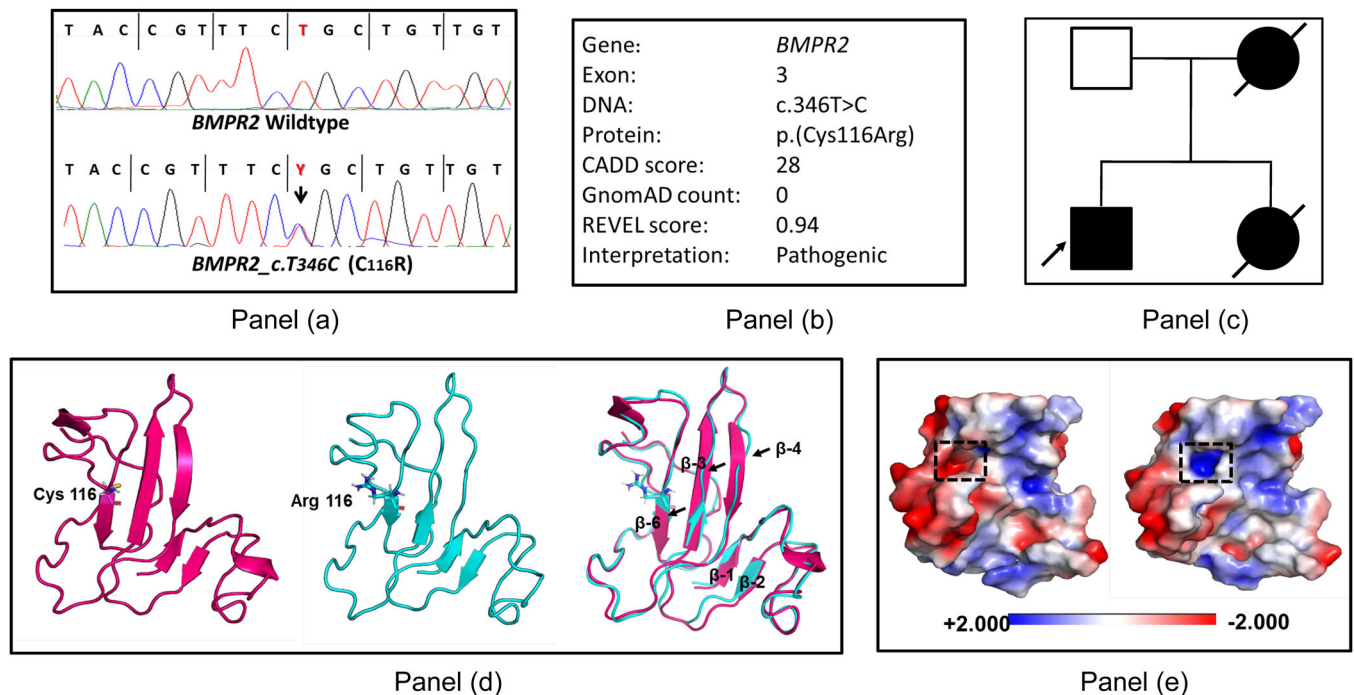 T A C C G T T T C T G C T G T T G T
BMPR2 Wildtype
T A C C G T T T C Y G C T G T T G T
BMPR2_c.T346C (C116R)
Panel (a)
Gene: BMPR2
Exon: 3
DNA: c.346T>C
Protein: p.(Cys116Arg)
CADD score: 28
GnomAD count: 0
REVEL score: 0.94
Interpretation: Pathogenic
Panel (b)
Panel (c)
Cys 116
Arg 116
β-3
β-4
β-6
β-1
β-2
Panel (d)
+2.000
-2.000
Panel (e)